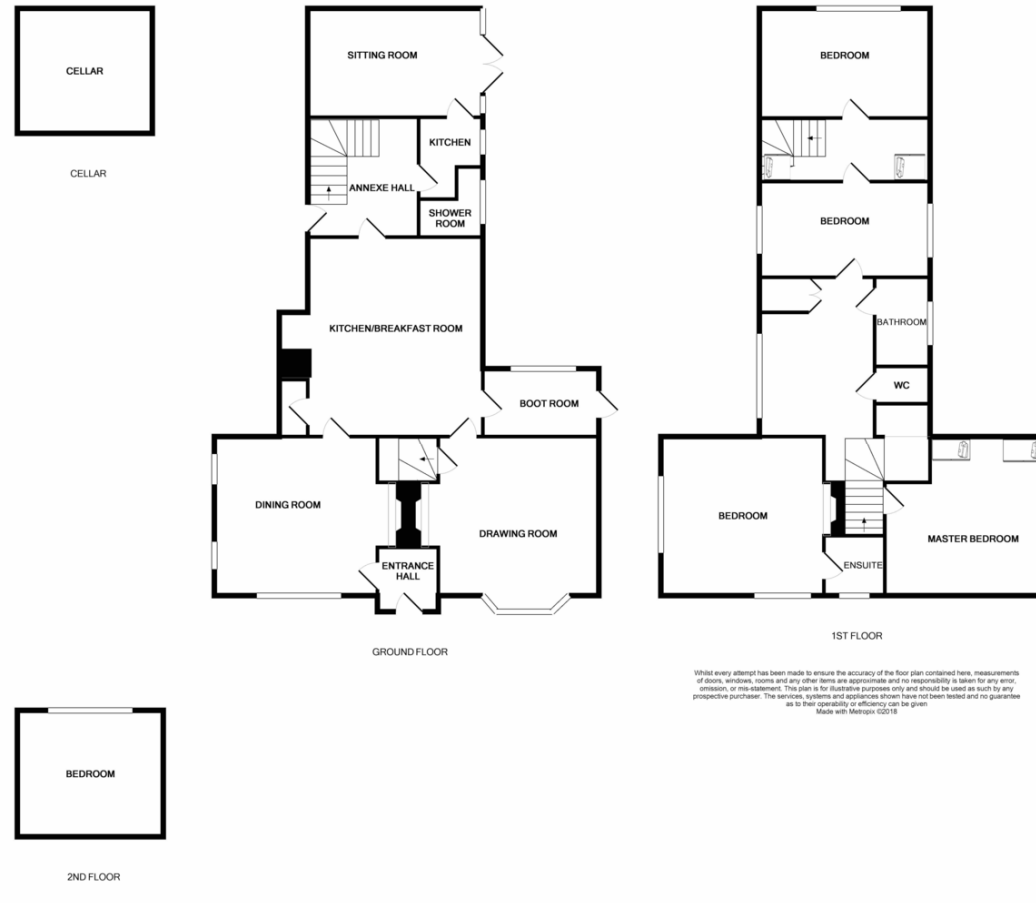 CELLAR
CELLAR
SITTING ROOM
KITCHEN
ANNEXE HALL
SHOWER
ROOM
KITCHEN/BREAKFAST ROOM
BOOT ROOM
DINING ROOM
DRAWING ROOM
ENTRANCE
HALL
GROUND FLOOR
BEDROOM
BEDROOM
BATHROOM
WC
BEDROOM
MASTER BEDROOM
ENSUITE
1ST FLOOR
Whilst every attempt has been made to ensure the accuracy of the floor plan contained here, measurements
of doors, windows, rooms and any other items are approximate and no responsibility is taken for any error,
omission, or mis-statement. This plan is for illustrative purposes only and should be used as such by any
prospective purchaser. The services, systems and appliances shown have not been tested and no guarantee
as to their operability or efficiency can be given
Made with Metropix ©2018
BEDROOM
2ND FLOOR